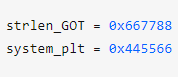 strlen_GOT = 0x667788
system_plt = 0x445566